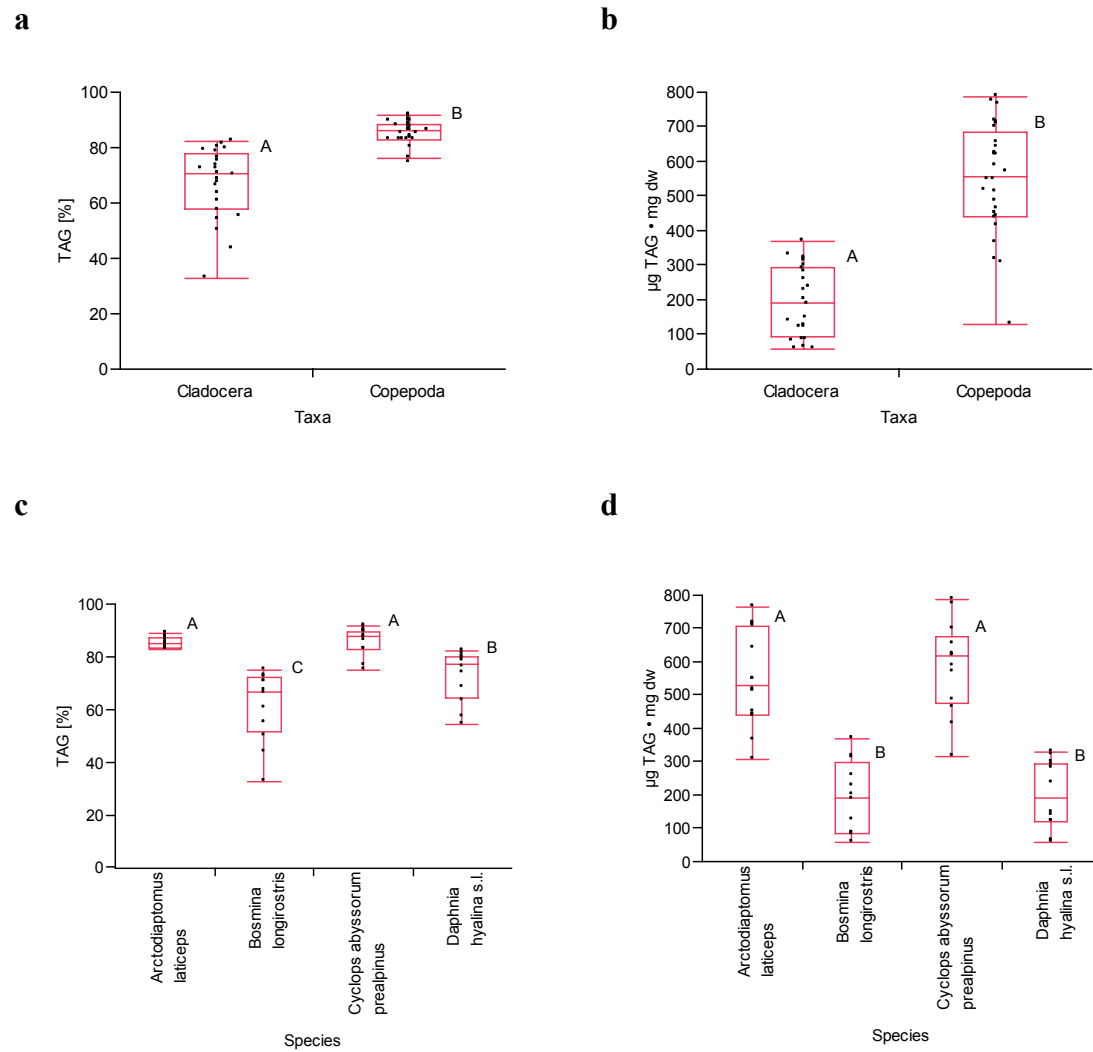 a
100
80
60
40
20
0
TAG [%]
A
B
Cladocera
Copepoda
Taxa
b
800
700
600
500
400
300
200
100
0
µg TAG • mg dw
A
B
Cladocera
Copepoda
Taxa
c
100
80
60
40
20
0
TAG [%]
A
C
A
B
Arctodiaptomus
laticeps
Bosmina
longirostris
Cyclops abyssorum
prealpinus
Daphnia
hyalina s.l.
Species
d
800
700
600
500
400
300
200
100
0
µg TAG • mg dw
A
B
A
B
Arctodiaptomus
laticeps
Bosmina
longirostris
Cyclops abyssorum
prealpinus
Daphnia
hyalina s.l.
Species